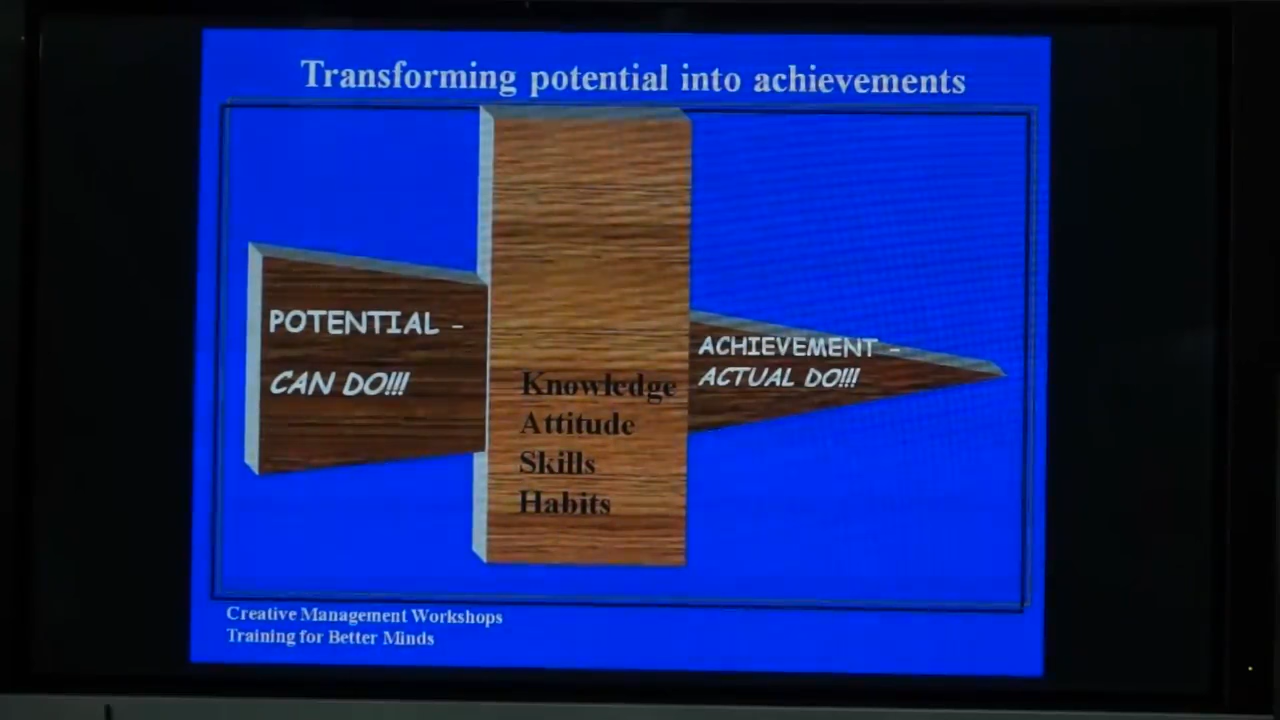 Transforming potential into achievements
POTENTIAL -
CAN DO!!!
Knowledge
Attitude
Skills
Habits
ACHIEVEMENT -
ACTUAL DO!!!
Creative Management Workshops
Training for Better Minds